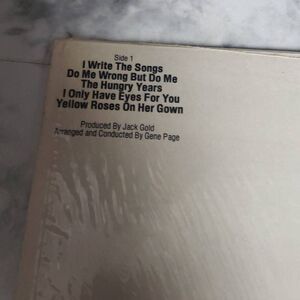 Side 1
I Write The Songs
Do Me Wrong But Do Me
The Hungry Years
I Only Have Eyes For You
Yellow Roses On Her Gown
Produced By Jack Gold
Arranged and Conducted By Gene Page